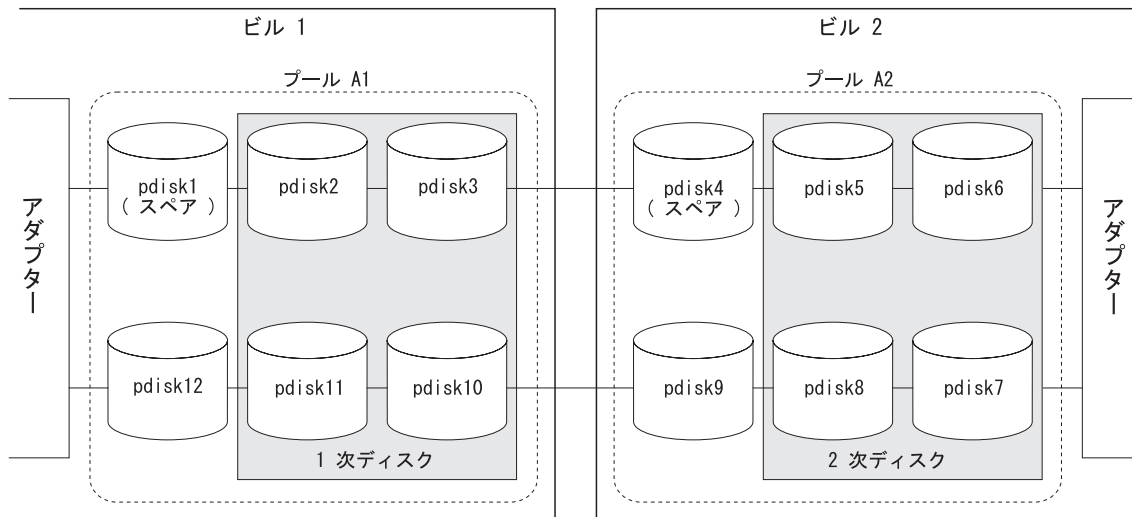 ビル 1
ビル 2
プール A1
プール A2
アダプター
pdisk1
( スペア )
pdisk2
pdisk3
pdisk4
( スペア )
pdisk5
pdisk6
アダプター
pdisk12
pdisk11
pdisk10
pdisk9
pdisk8
pdisk7
1 次ディスク
2 次ディスク